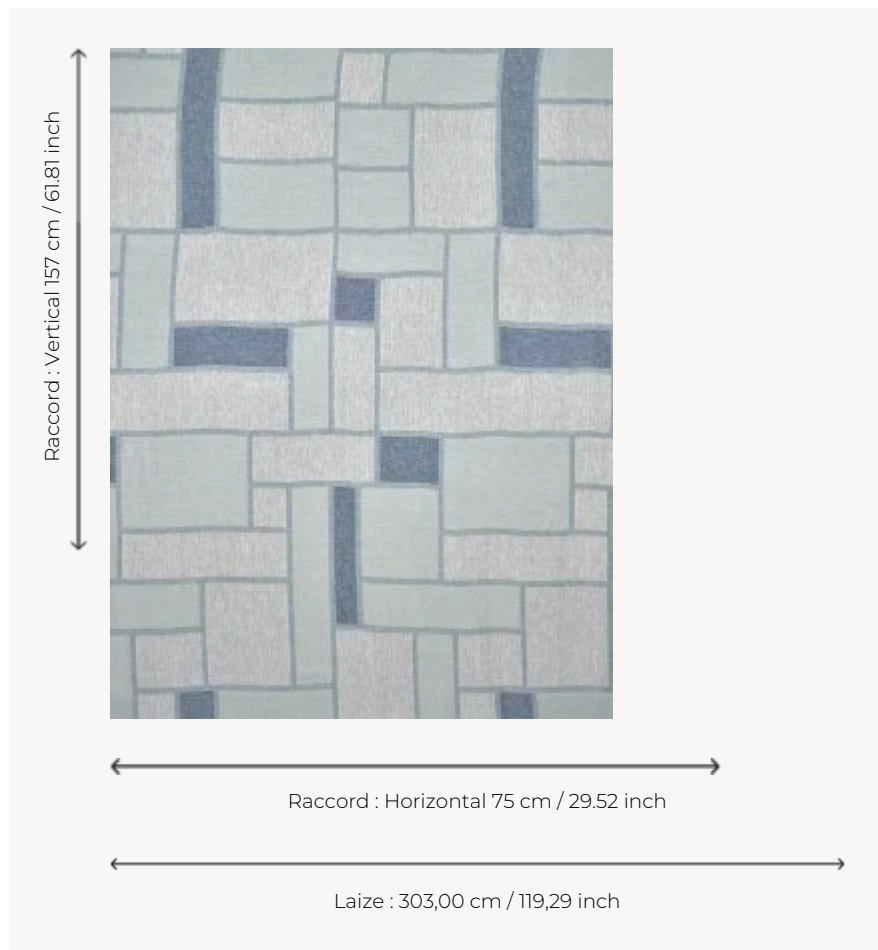 Raccord : Vertical 157 cm / 61.81 inch
Raccord : Horizontal 75 cm / 29.52 inch
Laize : 303,00 cm / 119,29 inch